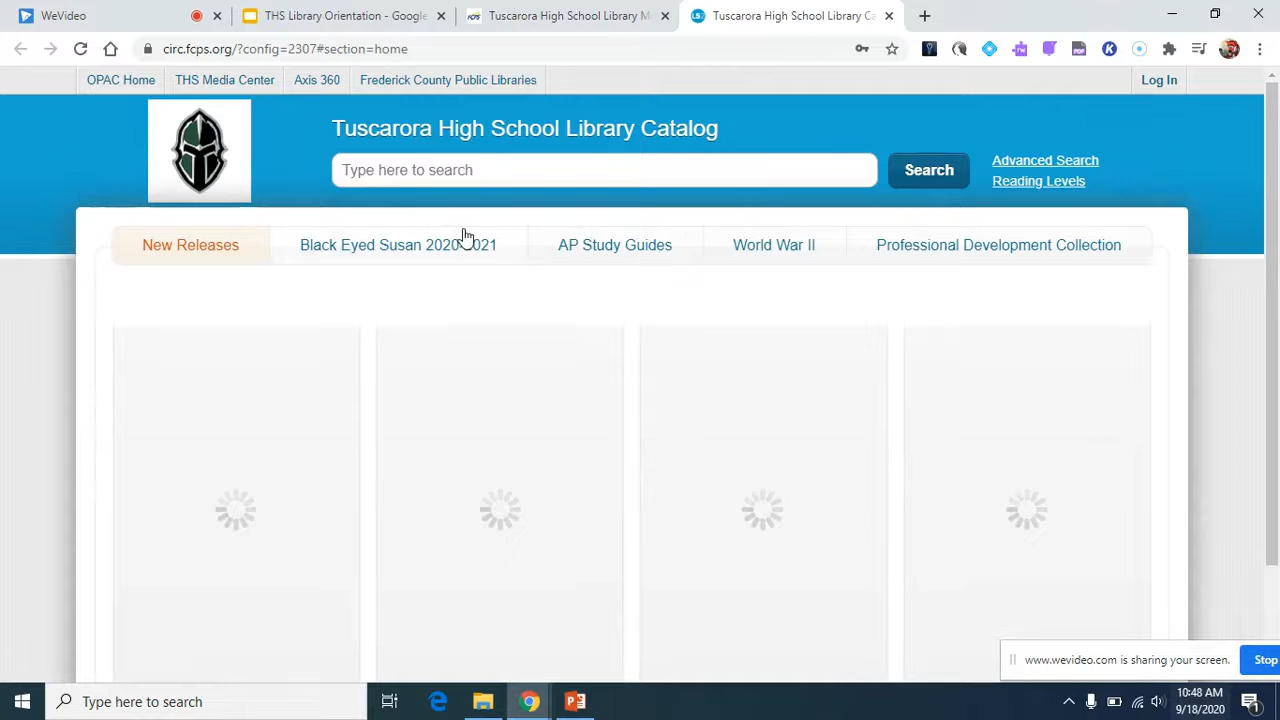 WeVideo
THS Library Orientation - Google
Tuscarora High School Library M
Tuscarora High School Library Ca
circ.fcps.org/?config=2307#section=home
OPAC Home THS Media Center Axis 360 Frederick County Public Libraries Log In
Tuscarora High School Library Catalog
Type here to search Search
Advanced Search
Reading Levels
New Releases Black Eyed Susan 2020-2021 AP Study Guides World War II Professional Development Collection
www.wevideo.com is sharing your screen. Stop
Type here to search
10:48 AM
9/18/2020
1